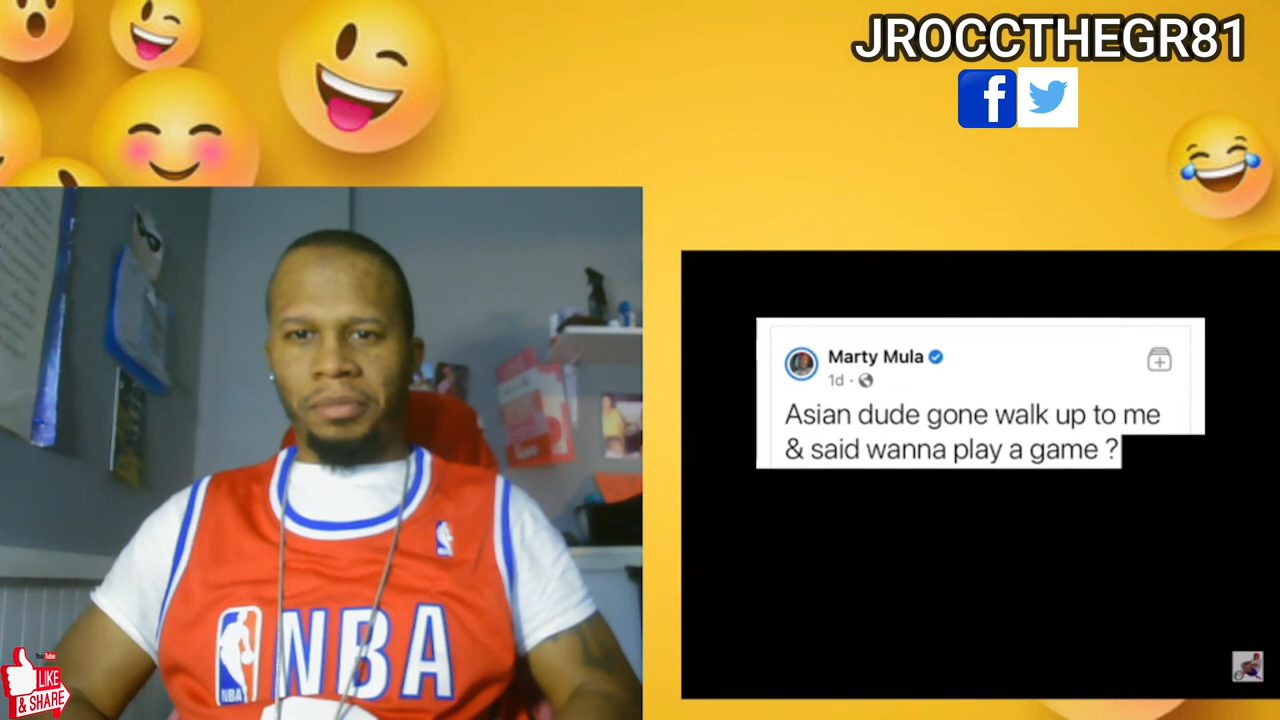 JROCCTHEGR81
Marty Mula
1d
Asian dude gone walk up to me
& said wanna play a game ?
NBA
NBA
YouTube
LIKE
& SHARE